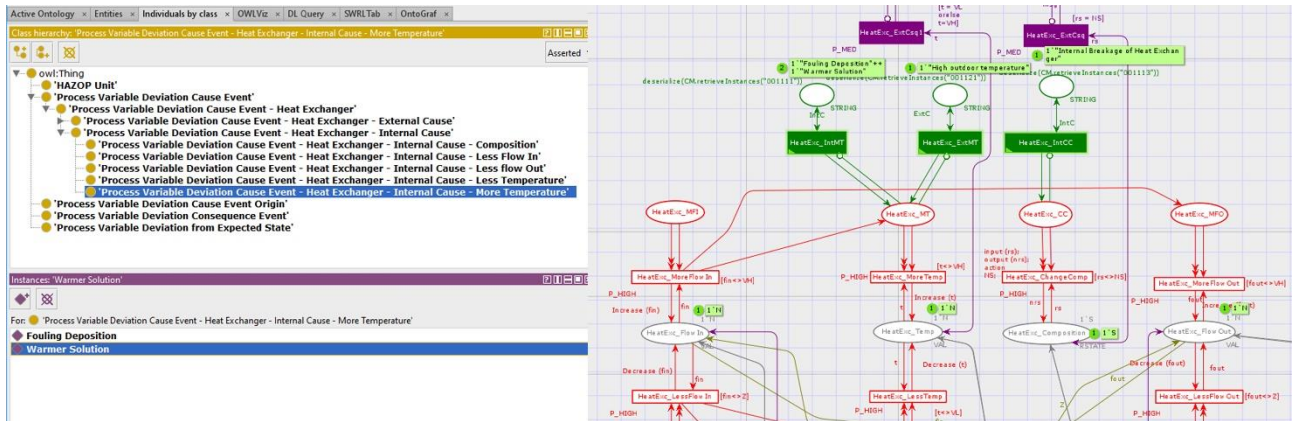 Active Ontology × Entities × Individuals by class × OWLViz × DL Query × SWRLTab × OntoGraf ×
Class hierarchy: 'Process Variable Deviation Cause Event - Heat Exchanger - Internal Cause - More Temperature'
Asserted
owl:Thing
'HAZOP Unit'
'Process Variable Deviation Cause Event'
'Process Variable Deviation Cause Event - Heat Exchanger'
'Process Variable Deviation Cause Event - Heat Exchanger - External Cause'
'Process Variable Deviation Cause Event - Heat Exchanger - Internal Cause'
'Process Variable Deviation Cause Event - Heat Exchanger - Internal Cause - Composition'
'Process Variable Deviation Cause Event - Heat Exchanger - Internal Cause - Less Flow In'
'Process Variable Deviation Cause Event - Heat Exchanger - Internal Cause - Less flow Out'
'Process Variable Deviation Cause Event - Heat Exchanger - Internal Cause - Less Temperature'
'Process Variable Deviation Cause Event - Heat Exchanger - Internal Cause - More Temperature'
'Process Variable Deviation Cause Event Origin'
'Process Variable Deviation Consequence Event'
'Process Variable Deviation from Expected State'
Instances: 'Warmer Solution'
For: 'Process Variable Deviation Cause Event - Heat Exchanger - Internal Cause - More Temperature'
Fouling Deposition
Warmer Solution
[t = VL
orelse
t=VH]
[rs = NS]
HeatExc_ExtCsq1
HeatExc_ExtCsq
P_MED
t
P_MED
rs
2 1`"Fouling Deposition"++
1`"Warmer Solution"
1 1`"High outdoor temperature"
1 1`"Internal Breakage of Heat Exchan
ger"
deserialize(CM.retrieveInstances("001111"))
deserialize(CM.retrieveInstances("001121"))
deserialize(CM.retrieveInstances("001113"))
STRING
STRING
STRING
IntC
ExtC
IntC
HeatExc_IntMT
HeatExc_ExtMT
HeatExc_IntCC
HeatExc_MFI
HeatExc_MT
HeatExc_CC
HeatExc_MFO
input (rs);
output (nrs);
action
NS;
[t<>VH]
HeatExc_MoreFlow In [fin<>VH]
P_HIGH HeatExc_MoreTemp
HeatExc_ChangeComp [rs<>NS]
HeatExc_MoreFlow Out [fout<>VH]
P_HIGH
P_HIGH
P_HIGH
Increase (fin)
fin
Increase (t)
t
nrs
rs
fout
1 1`N
1 1`N
1 1`N
1`N
1`N
1`S
1`N
HeatExc_Flow In
HeatExc_Temp
HeatExc_Composition
1 1`S
HeatExc_Flow Out
VAL
VAL
Decrease (fin)
fin
t
Decrease (t)
Decrease (fout)
fout
fout
Z
HeatExc_LessFlow In [fin<>Z]
HeatExc_LessTemp
HeatExc_LessFlow Out [fout<>Z]
P_HIGH
P_HIGH
[t<>VL]
P_HIGH